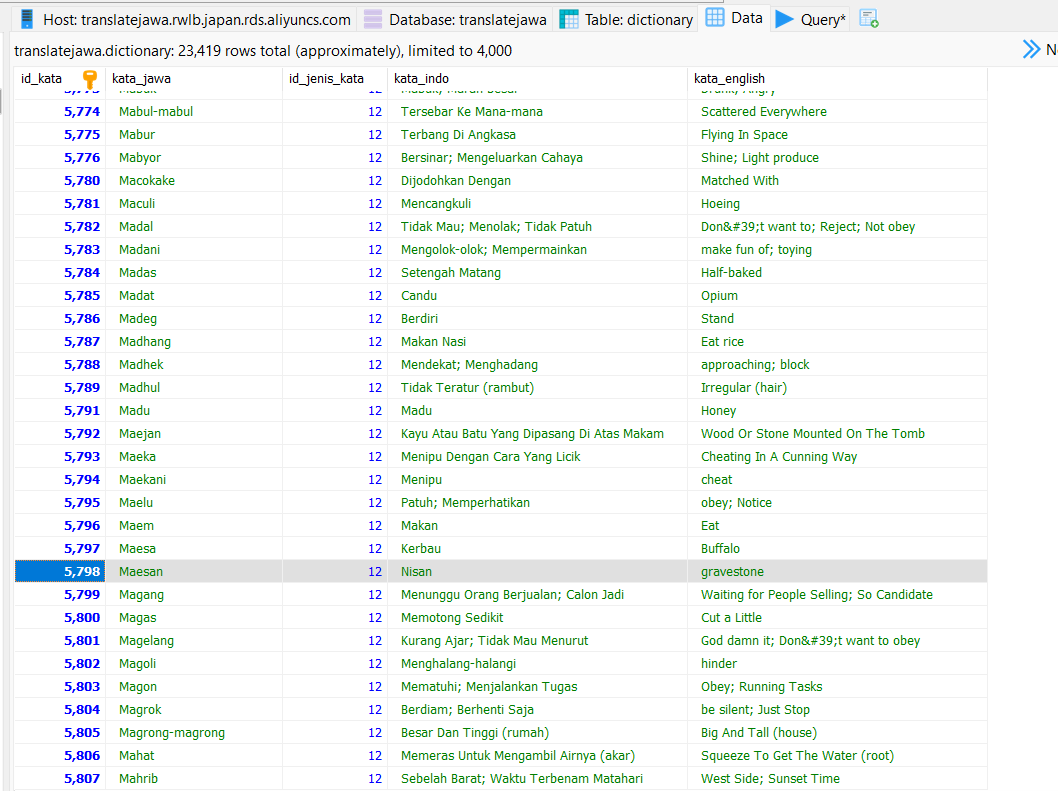 Host: translatejawa.rwlb.japan.rds.aliyuncs.com Database: translatejawa Table: dictionary Data Query*
translatejawa.dictionary: 23,419 rows total (approximately), limited to 4,000
id_kata kata_jawa id_jenis_kata kata_indo kata_english
5,774 Mabul-mabul 12 Tersebar Ke Mana-mana Scattered Everywhere
5,775 Mabur 12 Terbang Di Angkasa Flying In Space
5,776 Mabyor 12 Bersinar; Mengeluarkan Cahaya Shine; Light produce
5,780 Macokake 12 Dijodohkan Dengan Matched With
5,781 Maculi 12 Mencangkuli Hoeing
5,782 Madal 12 Tidak Mau; Menolak; Tidak Patuh Don&#39;t want to; Reject; Not obey
5,783 Madani 12 Mengolok-olok; Mempermainkan make fun of; toying
5,784 Madas 12 Setengah Matang Half-baked
5,785 Madat 12 Candu Opium
5,786 Madeg 12 Berdiri Stand
5,787 Madhang 12 Makan Nasi Eat rice
5,788 Madhek 12 Mendekat; Menghadang approaching; block
5,789 Madhul 12 Tidak Teratur (rambut) Irregular (hair)
5,791 Madu 12 Madu Honey
5,792 Maejan 12 Kayu Atau Batu Yang Dipasang Di Atas Makam Wood Or Stone Mounted On The Tomb
5,793 Maeka 12 Menipu Dengan Cara Yang Licik Cheating In A Cunning Way
5,794 Maekani 12 Menipu cheat
5,795 Maelu 12 Patuh; Memperhatikan obey; Notice
5,796 Maem 12 Makan Eat
5,797 Maesa 12 Kerbau Buffalo
5,798 Maesan 12 Nisan gravestone
5,799 Magang 12 Menunggu Orang Berjualan; Calon Jadi Waiting for People Selling; So Candidate
5,800 Magas 12 Memotong Sedikit Cut a Little
5,801 Magelang 12 Kurang Ajar; Tidak Mau Menurut God damn it; Don&#39;t want to obey
5,802 Magoli 12 Menghalang-halangi hinder
5,803 Magon 12 Mematuhi; Menjalankan Tugas Obey; Running Tasks
5,804 Magrok 12 Berdiam; Berhenti Saja be silent; Just Stop
5,805 Magrong-magrong 12 Besar Dan Tinggi (rumah) Big And Tall (house)
5,806 Mahat 12 Memeras Untuk Mengambil Airnya (akar) Squeeze To Get The Water (root)
5,807 Mahrib 12 Sebelah Barat; Waktu Terbenam Matahari West Side; Sunset Time